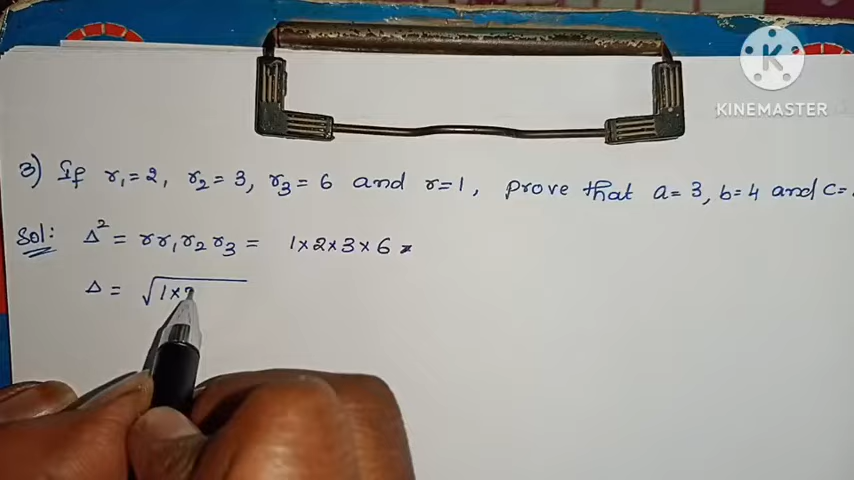 K
KINEMASTER
3) If r₁ = 2, r₂ = 3, r₃ = 6 and r = 1, prove that a = 3, b = 4 and c =
Sol: Δ² = r r₁ r₂ r₃ = 1 × 2 × 3 × 6
Δ = √1 ×